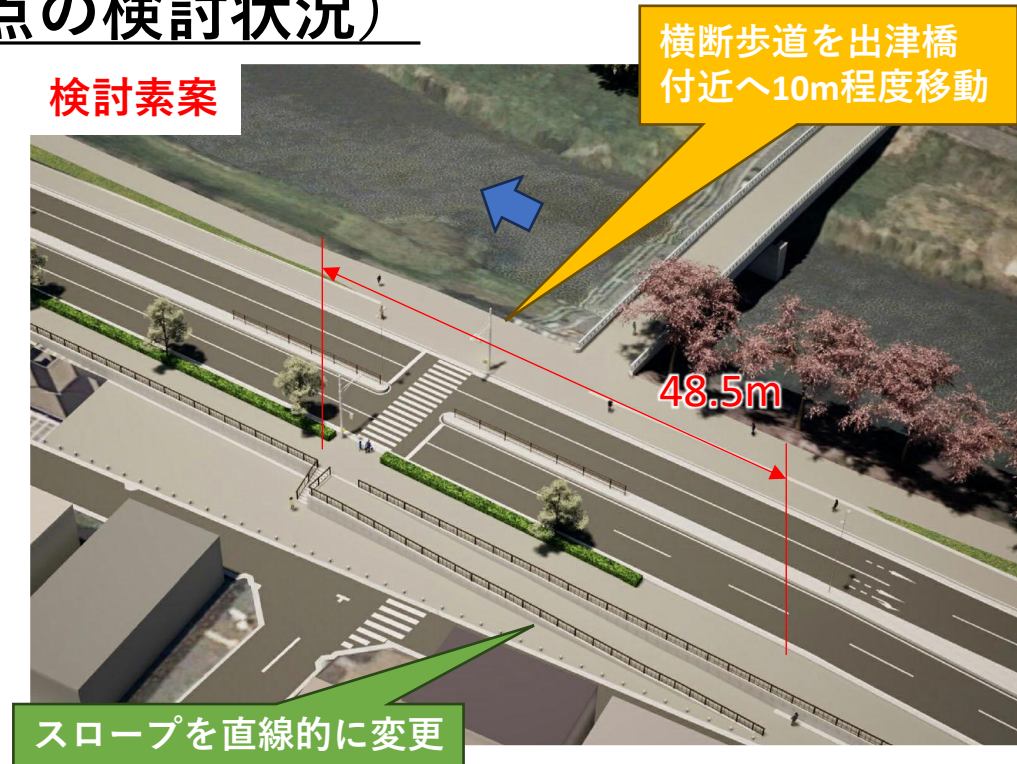 点の検討状況）
検討素案
横断歩道を出津橋
付近へ10m程度移動
48.5m
スロープを直線的に変更